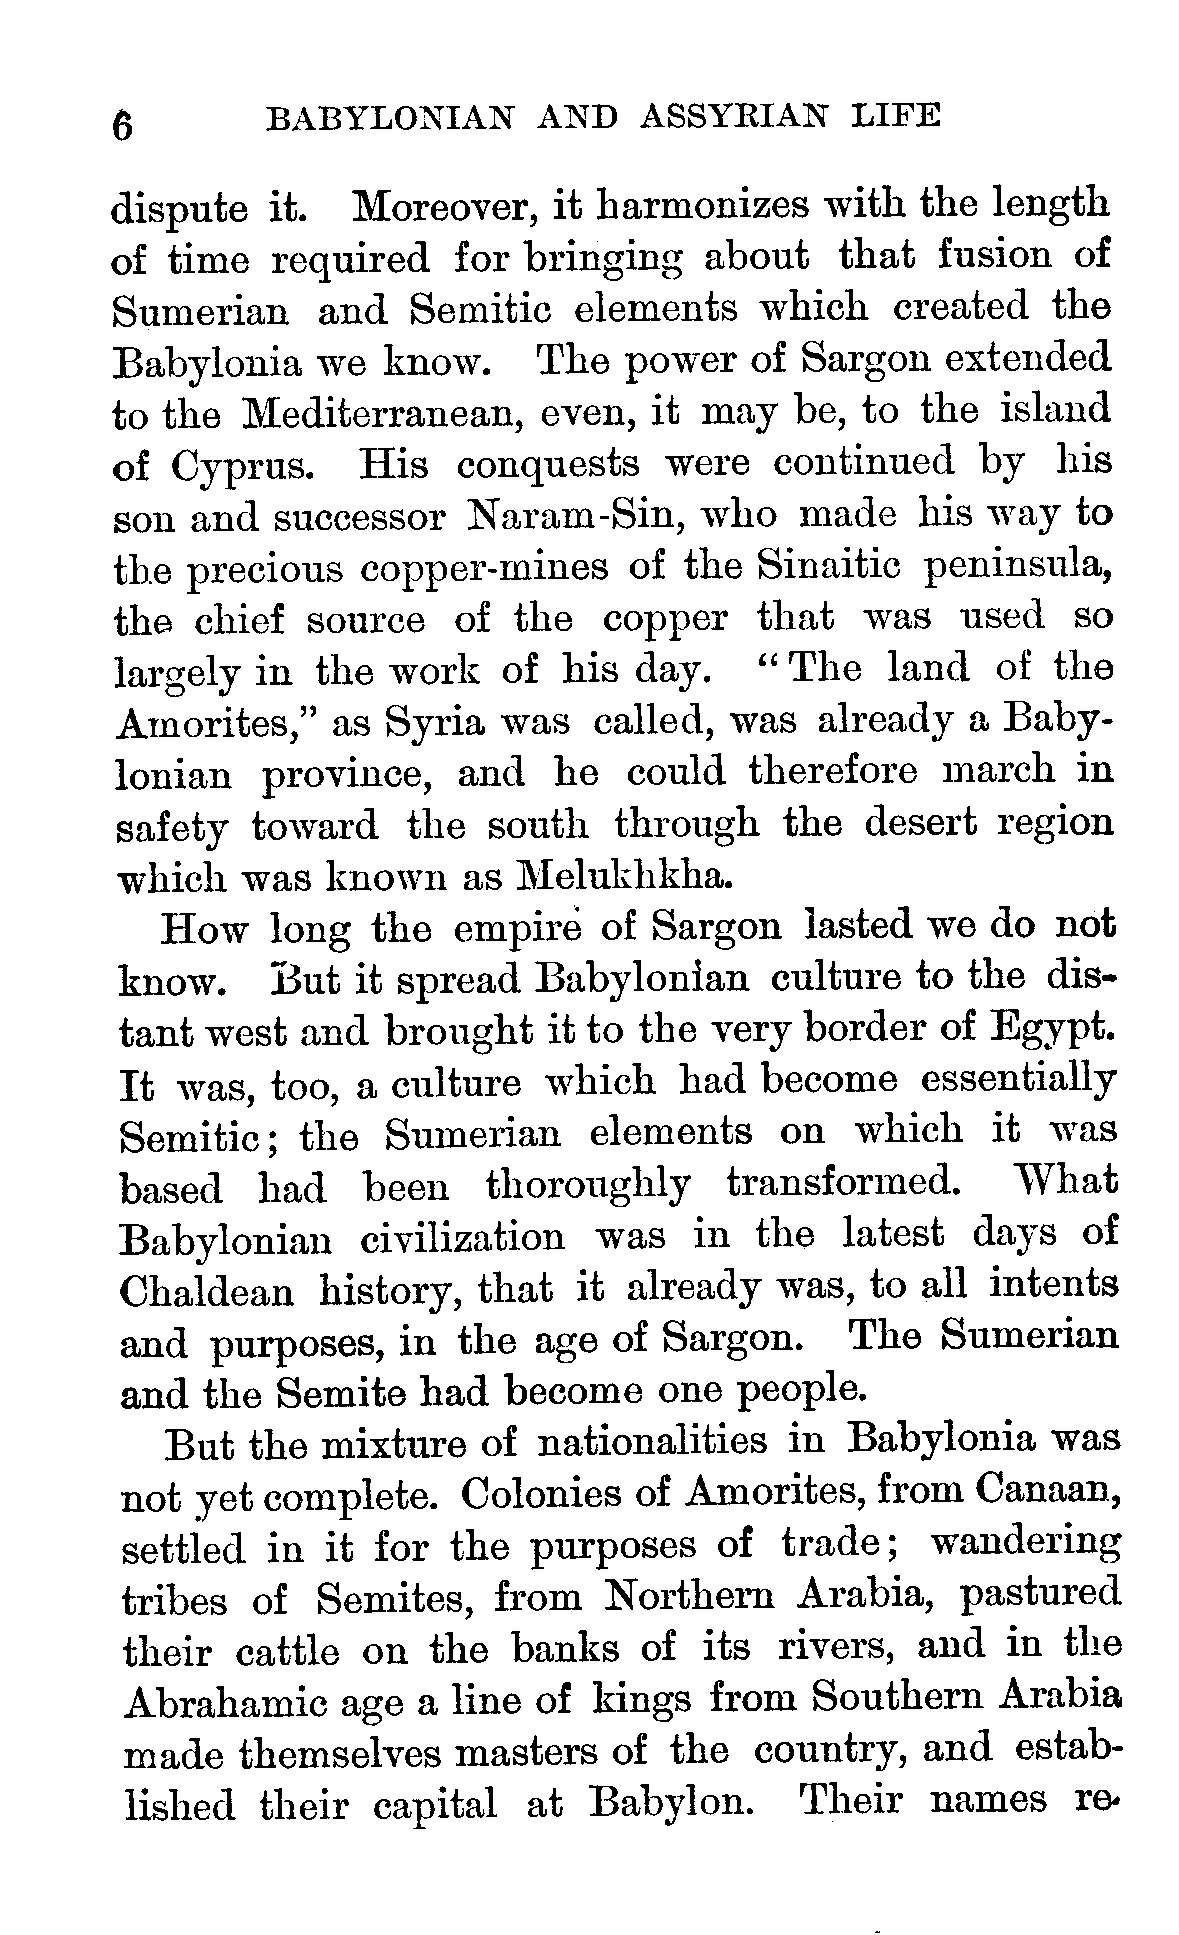 6 BABYLONIAN AND ASSYRIAN LIFE
dispute it. Moreover, it harmonizes with the length
of time required for bringing about that fusion of
Sumerian and Semitic elements which created the
Babylonia we know. The power of Sargon extended
to the Mediterranean, even, it may be, to the island
of Cyprus. His conquests were continued by his
son and successor Naram-Sin, who made his way to
the precious copper-mines of the Sinaitic peninsula,
the chief source of the copper that was used so
largely in the work of his day. “The land of the
Amorites,” as Syria was called, was already a Baby-
lonian province, and he could therefore march in
safety toward the south through the desert region
which was known as Melukhkha.
How long the empire of Sargon lasted we do not
know. But it spread Babylonian culture to the dis-
tant west and brought it to the very border of Egypt.
It was, too, a culture which had become essentially
Semitic; the Sumerian elements on which it was
based had been thoroughly transformed. What
Babylonian civilization was in the latest days of
Chaldean history, that it already was, to all intents
and purposes, in the age of Sargon. The Sumerian
and the Semite had become one people.
But the mixture of nationalities in Babylonia was
not yet complete. Colonies of Amorites, from Canaan,
settled in it for the purposes of trade; wandering
tribes of Semites, from Northern Arabia, pastured
their cattle on the banks of its rivers, and in the
Abrahamic age a line of kings from Southern Arabia
made themselves masters of the country, and estab-
lished their capital at Babylon. Their names re-